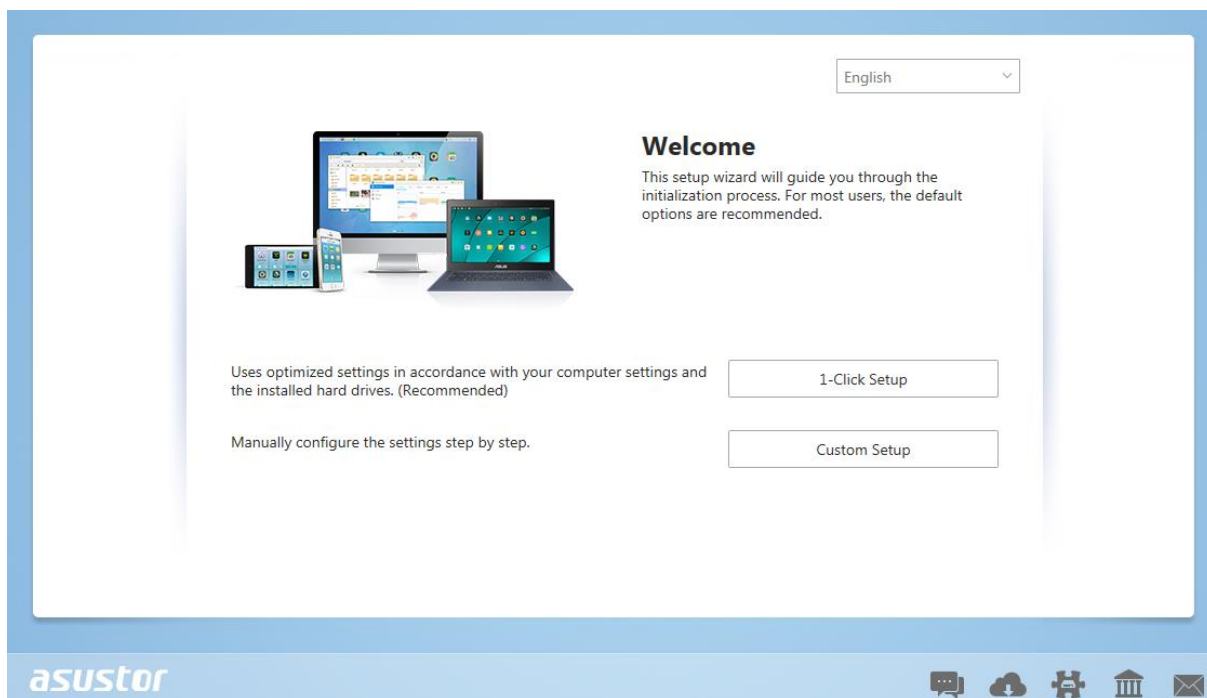 English
Welcome
This setup wizard will guide you through the
initialization process. For most users, the default
options are recommended.
Uses optimized settings in accordance with your computer settings and
the installed hard drives. (Recommended)
1-Click Setup
Manually configure the settings step by step.
Custom Setup
asustor